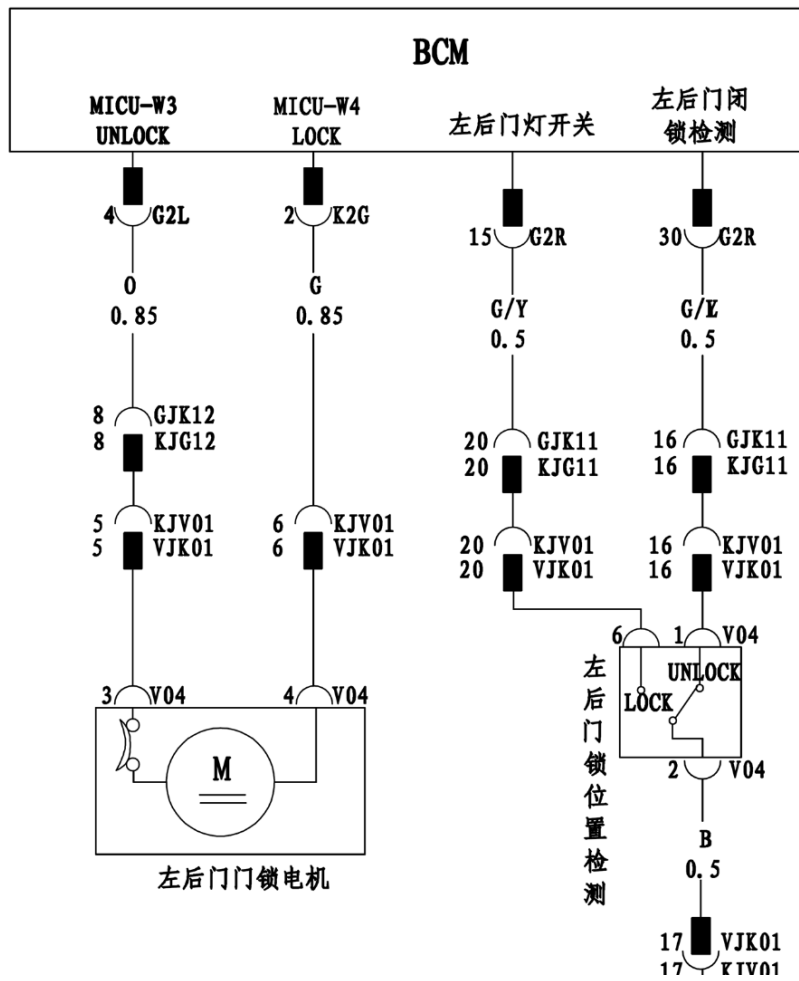 BCM
MICU-W3
UNLOCK
MICU-W4
LOCK
左后门灯开关
左后门闭
锁检测
4 G2L
2 K2G
15 G2R
30 G2R
O
0.85
G
0.85
G/Y
0.5
G/K
0.5
8 GJK12
8 KJG12
20 GJK11
20 KJG11
16 GJK11
16 KJG11
5 KJV01
5 VJK01
6 KJV01
6 VJK01
20 KJV01
20 VJK01
16 KJV01
16 VJK01
6
1 V04
3 V04
4 V04
UNLOCK
LOCK
M
2 V04
左后门门锁电机
左后门锁位置检测
B
0.5
17 VJK01
17 KJV01